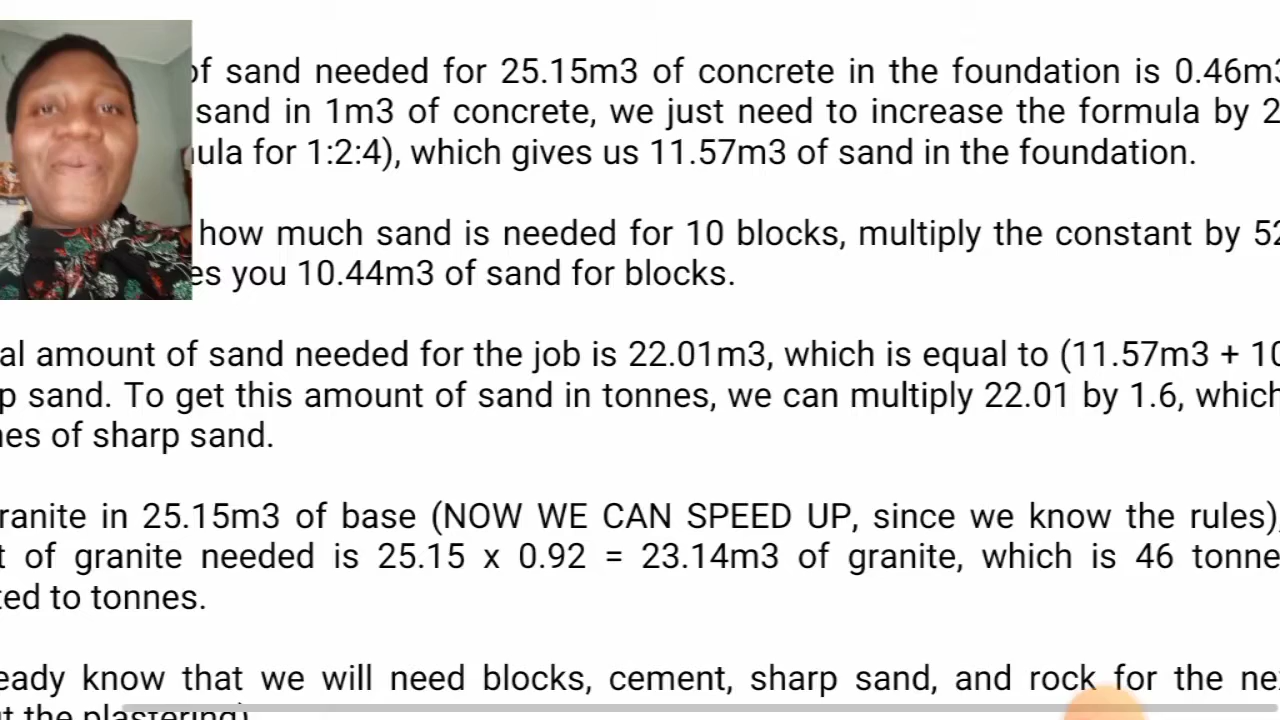 of sand needed for 25.15m3 of concrete in the foundation is 0.46m3
sand in 1m3 of concrete, we just need to increase the formula by 2
ula for 1:2:4), which gives us 11.57m3 of sand in the foundation.
how much sand is needed for 10 blocks, multiply the constant by 52
es you 10.44m3 of sand for blocks.
al amount of sand needed for the job is 22.01m3, which is equal to (11.57m3 + 10
p sand. To get this amount of sand in tonnes, we can multiply 22.01 by 1.6, which
nes of sharp sand.
ranite in 25.15m3 of base (NOW WE CAN SPEED UP, since we know the rules),
t of granite needed is 25.15 x 0.92 = 23.14m3 of granite, which is 46 tonne
ted to tonnes.
eady know that we will need blocks, cement, sharp sand, and rock for the ne
t the plastering)